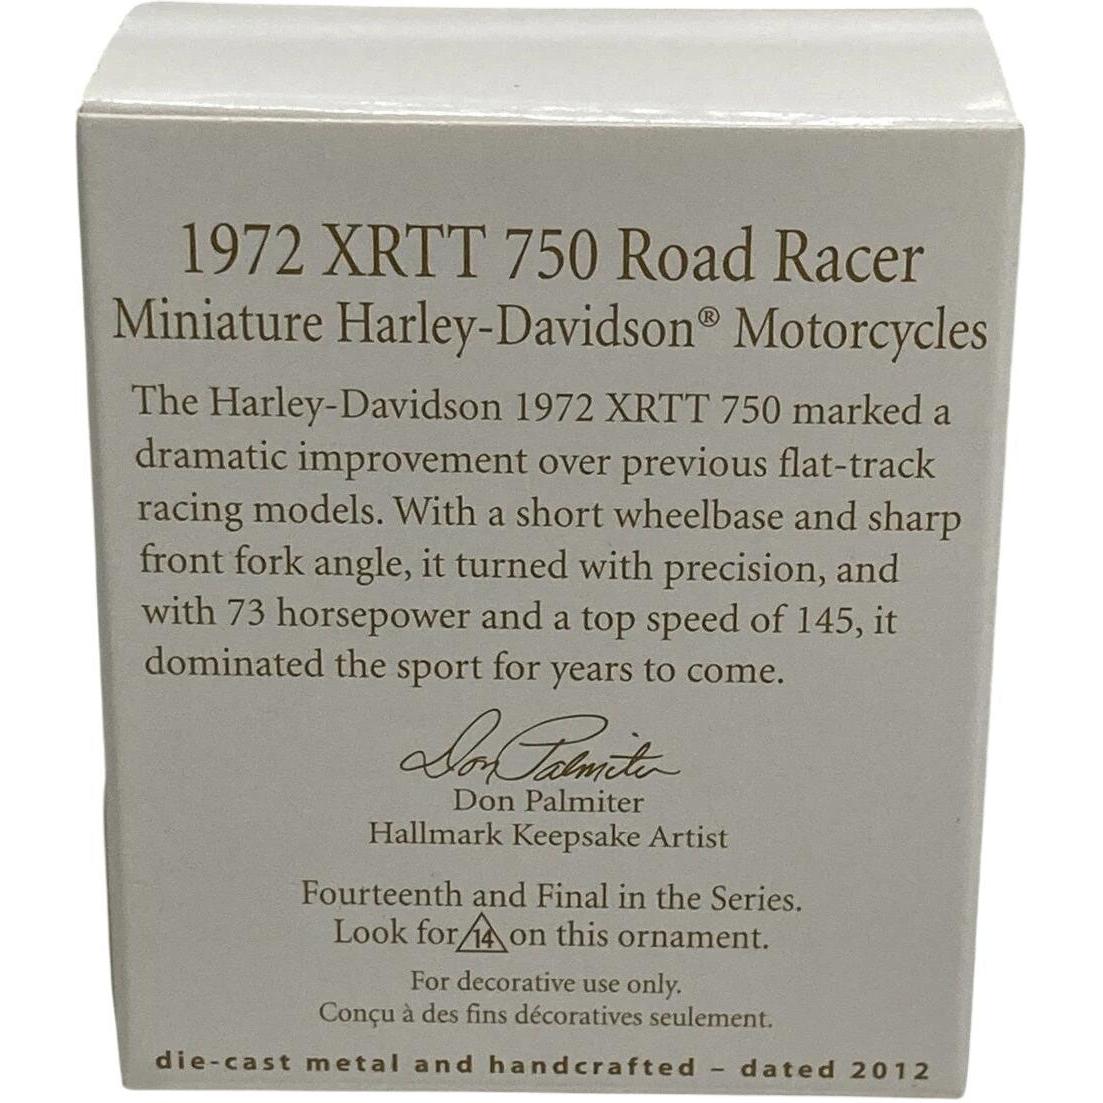 1972 XRTT 750 Road Racer
Miniature Harley-Davidson® Motorcycles
The Harley-Davidson 1972 XRTT 750 marked a
dramatic improvement over previous flat-track
racing models. With a short wheelbase and sharp
front fork angle, it turned with precision, and
with 73 horsepower and a top speed of 145, it
dominated the sport for years to come.
Don Palmiter
Don Palmiter
Hallmark Keepsake Artist
Fourteenth and Final in the Series.
Look for 14 on this ornament.
For decorative use only.
Conçu à des fins décoratives seulement.
die-cast metal and handcrafted – dated 2012